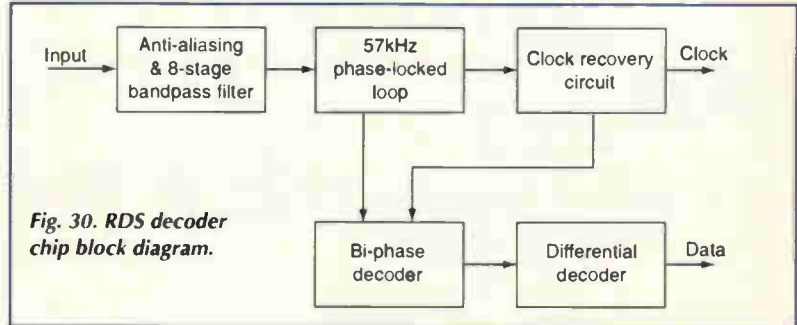 Input
Anti-aliasing
& 8-stage
bandpass filter
57kHz
phase-locked
loop
Clock recovery
circuit
Clock
Bi-phase
decoder
Differential
decoder
Data
Fig. 30. RDS decoder
chip block diagram.